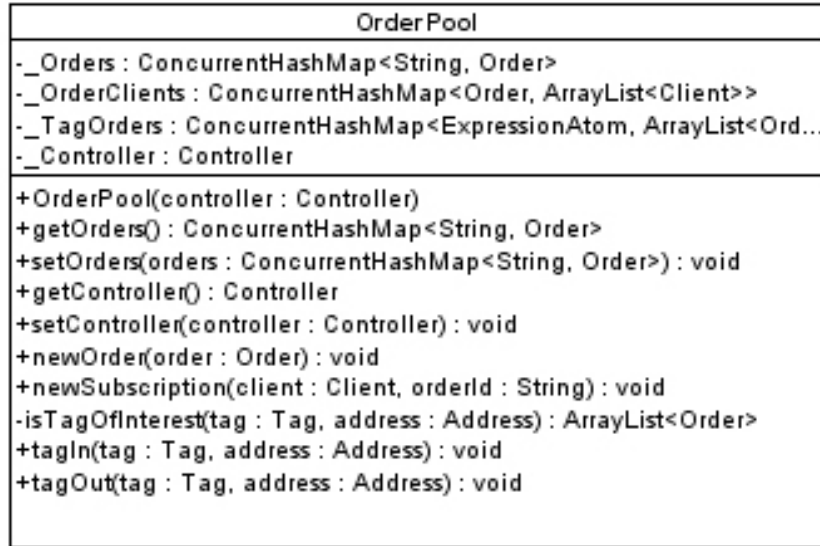 OrderPool
-_Orders : ConcurrentHashMap<String, Order>
-_OrderClients : ConcurrentHashMap<Order, ArrayList<Client>>
-_TagOrders : ConcurrentHashMap<ExpressionAtom, ArrayList<Ord...
-_Controller : Controller
+OrderPool(controller : Controller)
+getOrders() : ConcurrentHashMap<String, Order>
+setOrders(orders : ConcurrentHashMap<String, Order>) : void
+getController() : Controller
+setController(controller : Controller) : void
+newOrder(order : Order) : void
+newSubscription(client : Client, orderId : String) : void
-isTagOfInterest(tag : Tag, address : Address) : ArrayList<Order>
+tagIn(tag : Tag, address : Address) : void
+tagOut(tag : Tag, address : Address) : void